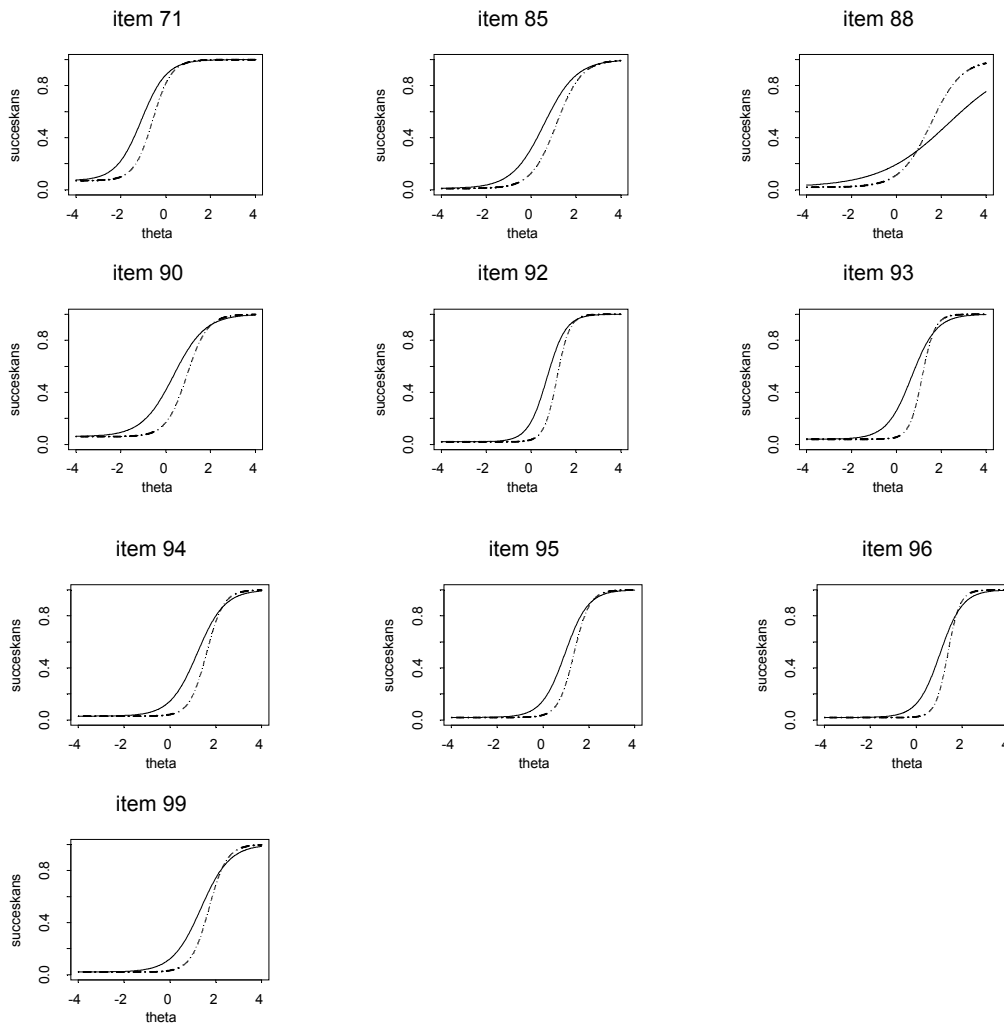 item 71
item 85
item 88
succeskans
0.0 0.4 0.8
-4 -2 0 2 4
theta
succeskans
0.0 0.4 0.8
-4 -2 0 2 4
theta
succeskans
0.0 0.4 0.8
-4 -2 0 2 4
theta
item 90
item 92
item 93
succeskans
0.0 0.4 0.8
-4 -2 0 2 4
theta
succeskans
0.0 0.4 0.8
-4 -2 0 2 4
theta
succeskans
0.0 0.4 0.8
-4 -2 0 2 4
theta
item 94
item 95
item 96
succeskans
0.0 0.4 0.8
-4 -2 0 2 4
theta
succeskans
0.0 0.4 0.8
-4 -2 0 2 4
theta
succeskans
0.0 0.4 0.8
-4 -2 0 2 4
theta
item 99
succeskans
0.0 0.4 0.8
-4 -2 0 2 4
theta